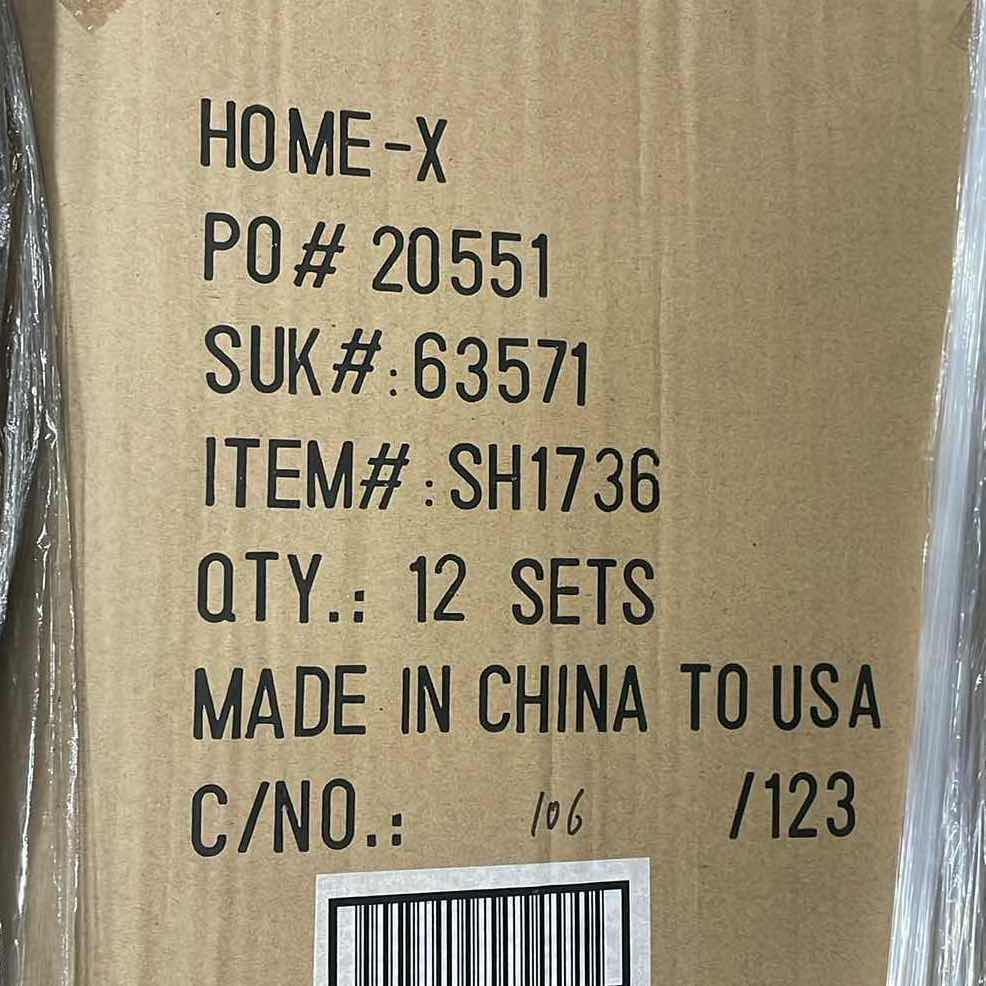 HOME-X
PO# 20551
SUK#:63571
ITEM#:SH1736
QTY.: 12 SETS
MADE IN CHINA TO USA
C/NO.: 106 /123